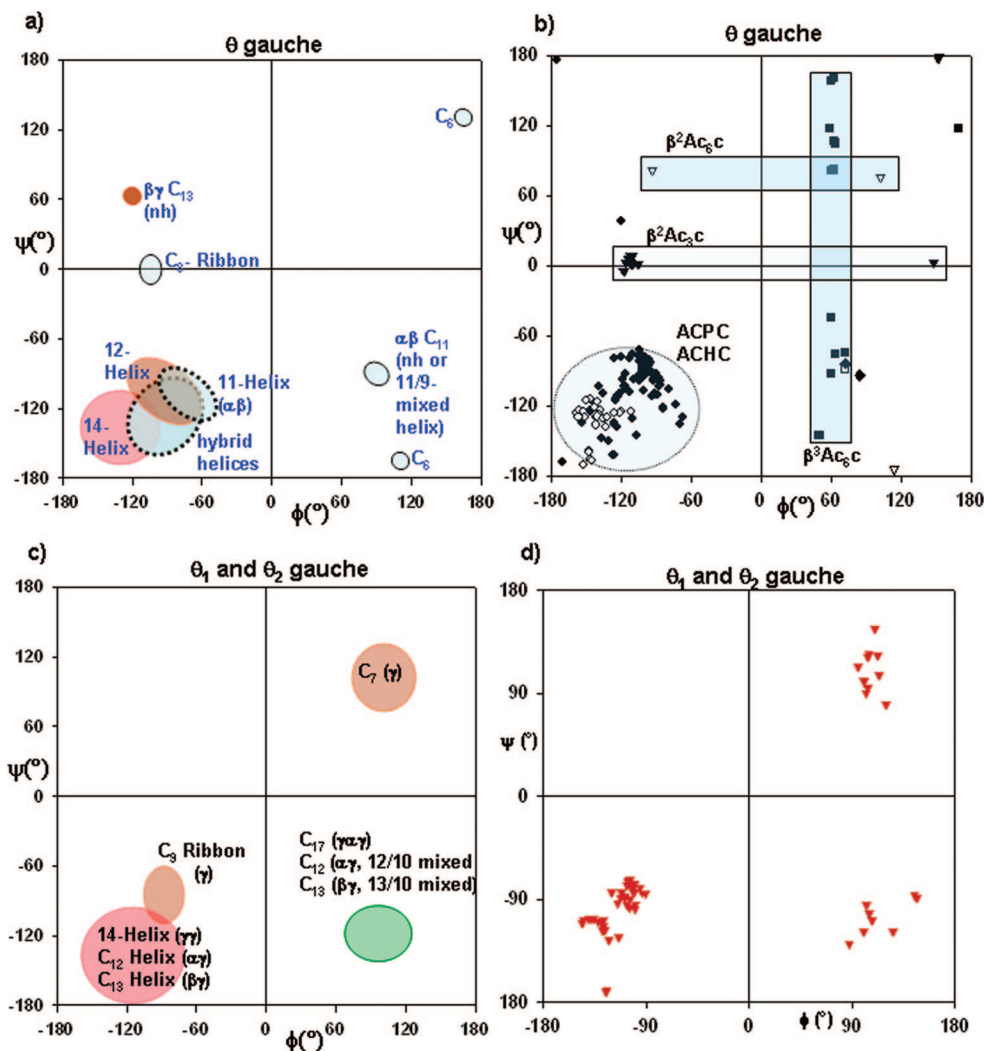 a)
θ gauche
180
120
60
0
-60
-120
-180
ψ(°)
-180 -120 -60 0 60 120 180
ϕ(°)
C₆
βγ C₁₃
(nh)
C₈- Ribbon
12-
Helix
11-Helix
(αβ)
14-
Helix
hybrid
helices
αβ C₁₁
(nh or
11/9-
mixed
helix)
C₆
b)
θ gauche
180
120
60
0
-60
-120
-180
ψ(°)
-180 -120 -60 0 60 120 180
ϕ(°)
β²Ac₆c
β²Ac₃c
ACPC
ACHC
β³Ac₆c
c)
θ₁ and θ₂ gauche
180
120
60
0
-60
-120
-180
ψ(°)
-180 -120 -60 0 60 120 180
ϕ(°)
C₇ (γ)
C₉ Ribbon
(γ)
14-Helix (γγ)
C₁₂ Helix (αγ)
C₁₃ Helix (βγ)
C₁₇ (γαγ)
C₁₂ (αγ, 12/10 mixed
C₁₃ (βγ, 13/10 mixed)
d)
θ₁ and θ₂ gauche
180
90
0
-90
-180
ψ (°)
-180 -90 0 90 180
ϕ (°)